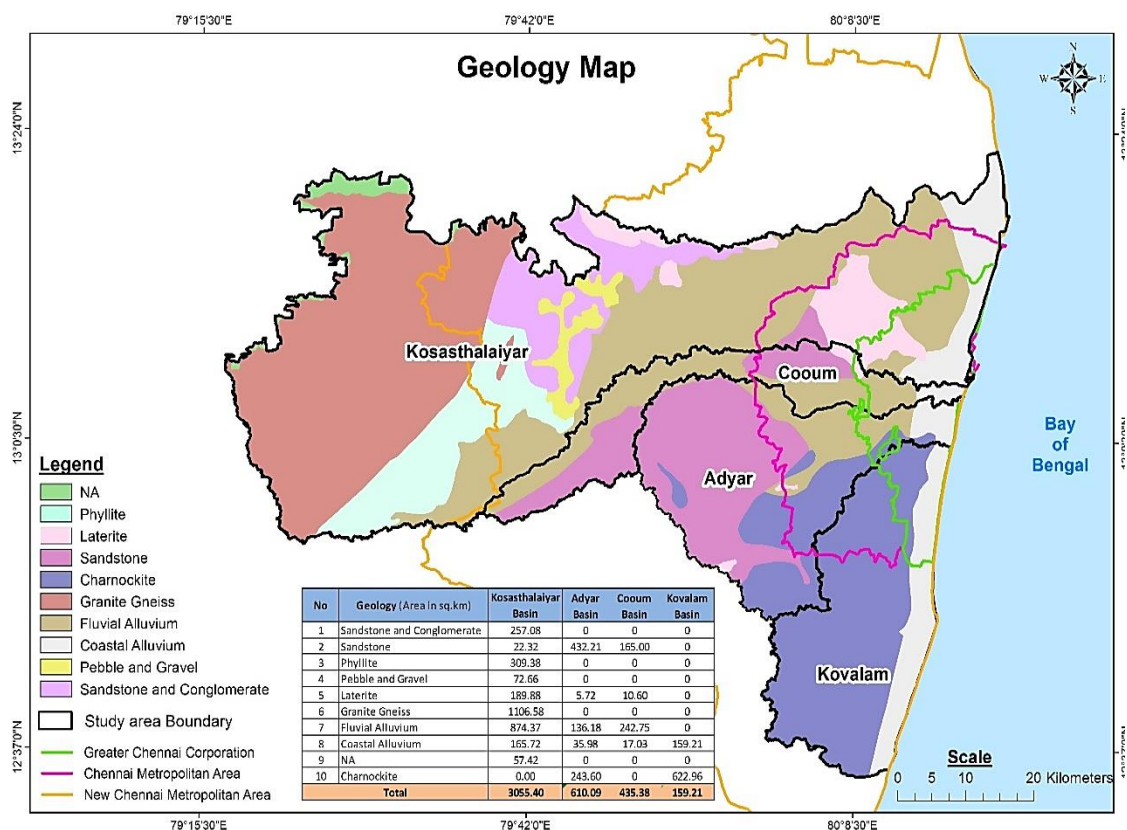 79°15'30"E 79°42'0"E 80°8'30"E
Geology Map
N
W E
S
13°24'0"N 13°24'0"N
Kosasthalaiyar
Cooum
13°0'30"N
Bay
of
Bengal
Adyar
Kovalam
Legend
NA
Phyllite
Laterite
Sandstone
Charnockite
Granite Gneiss
Fluvial Alluvium
Coastal Alluvium
Pebble and Gravel
Sandstone and Conglomerate
Study area Boundary
Greater Chennai Corporation
Chennai Metropolitan Area
New Chennai Metropolitan Area
No Geology (Area in sq.km) Kosasthalaiyar Basin Adyar Basin Cooum Basin Kovalam Basin
1 Sandstone and Conglomerate 257.08 0 0 0
2 Sandstone 22.32 432.21 165.00 0
3 Phyllite 309.38 0 0 0
4 Pebble and Gravel 72.66 0 0 0
5 Laterite 189.88 5.72 10.60 0
6 Granite Gneiss 1106.58 0 0 0
7 Fluvial Alluvium 874.37 136.18 242.75 0
8 Coastal Alluvium 165.72 35.98 17.03 159.21
9 NA 57.42 0 0 0
10 Charnockite 0.00 243.60 0 622.96
Total 3055.40 610.09 435.38 159.21
Scale
0 5 10 20 Kilometers
12°37'0"N 12°37'0"N
79°15'30"E 79°42'0"E 80°8'30"E